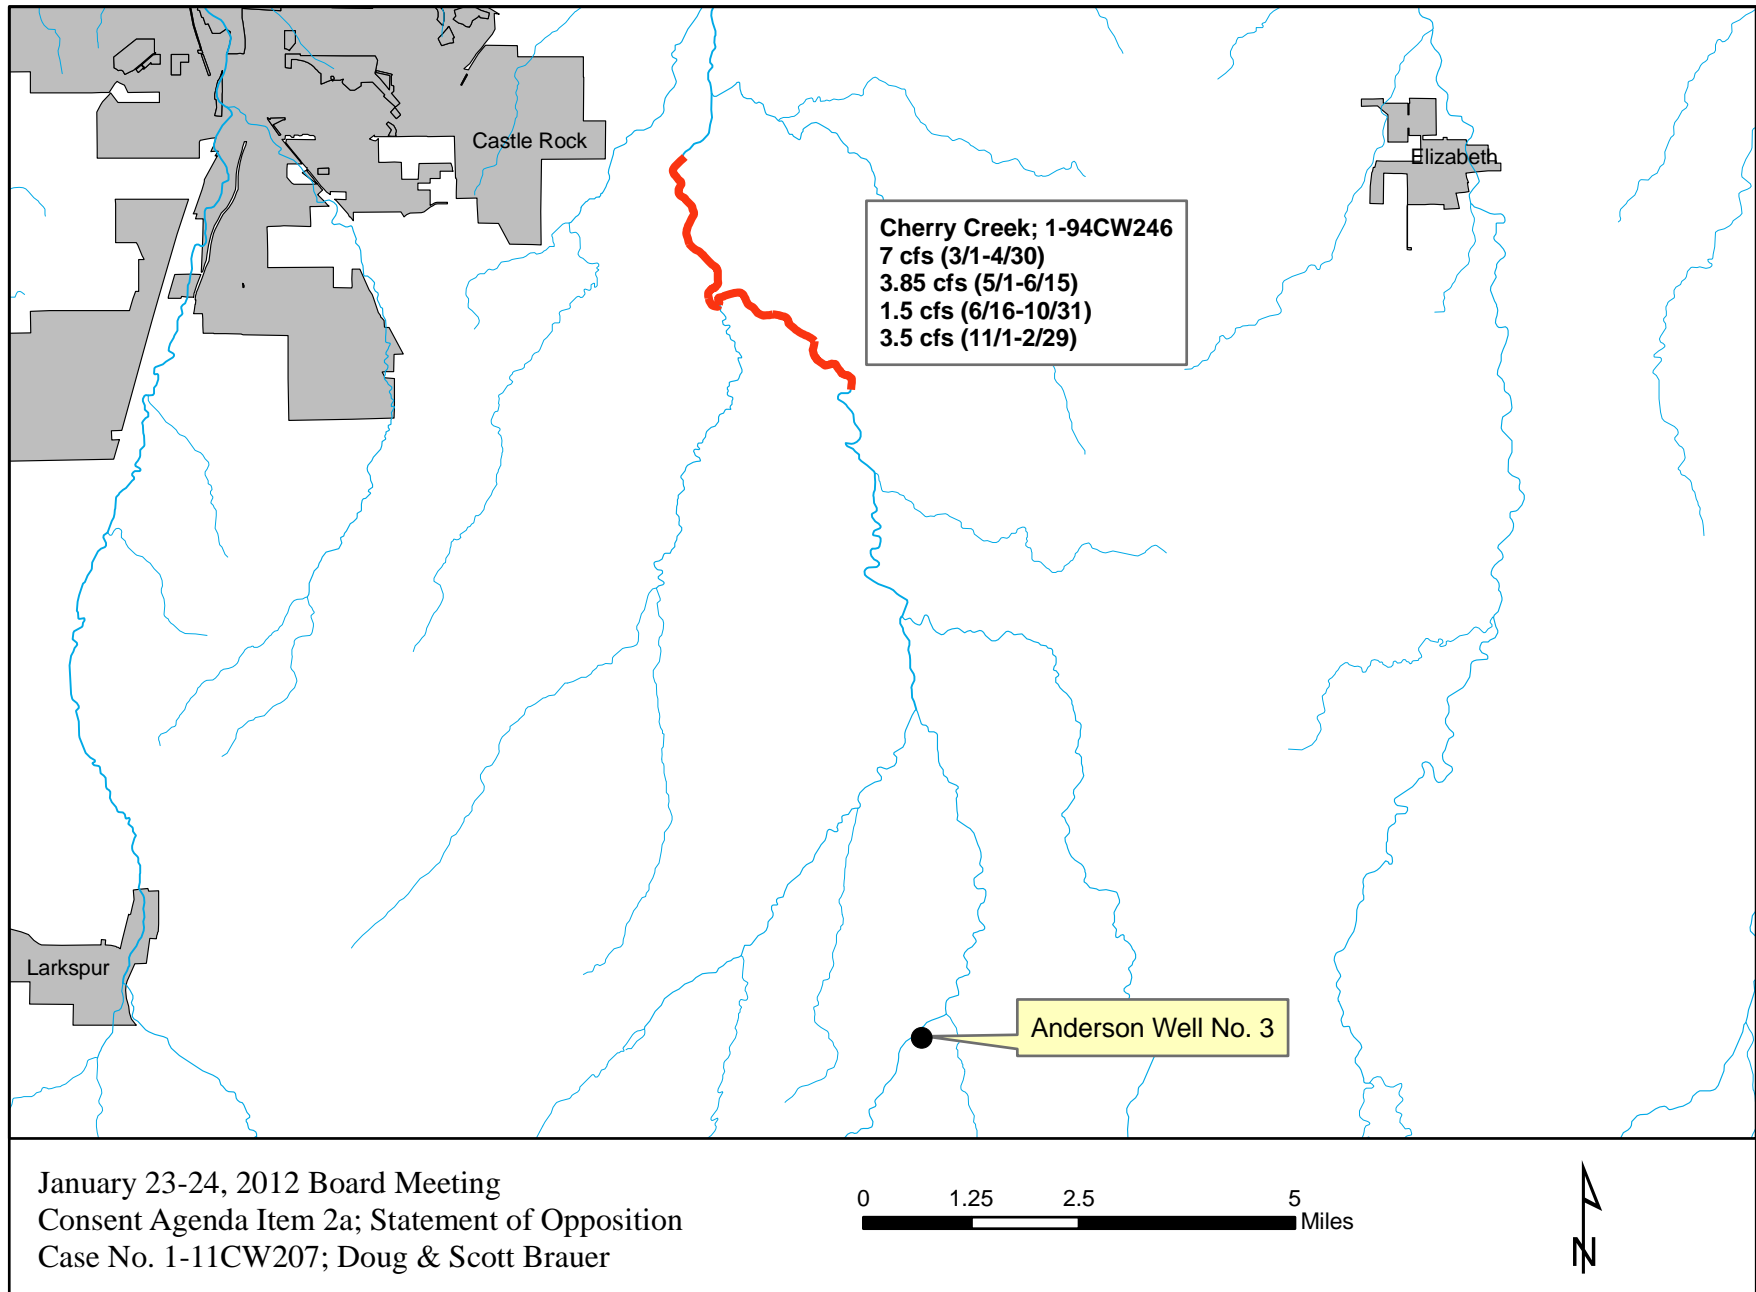 Castle Rock
Elizabeth
Cherry Creek; 1-94CW246
7 cfs (3/1-4/30)
3.85 cfs (5/1-6/15)
1.5 cfs (6/16-10/31)
3.5 cfs (11/1-2/29)
Larkspur
Anderson Well No. 3
January 23-24, 2012 Board Meeting
Consent Agenda Item 2a; Statement of Opposition
Case No. 1-11CW207; Doug & Scott Brauer
0 1.25 2.5 5
Miles
N